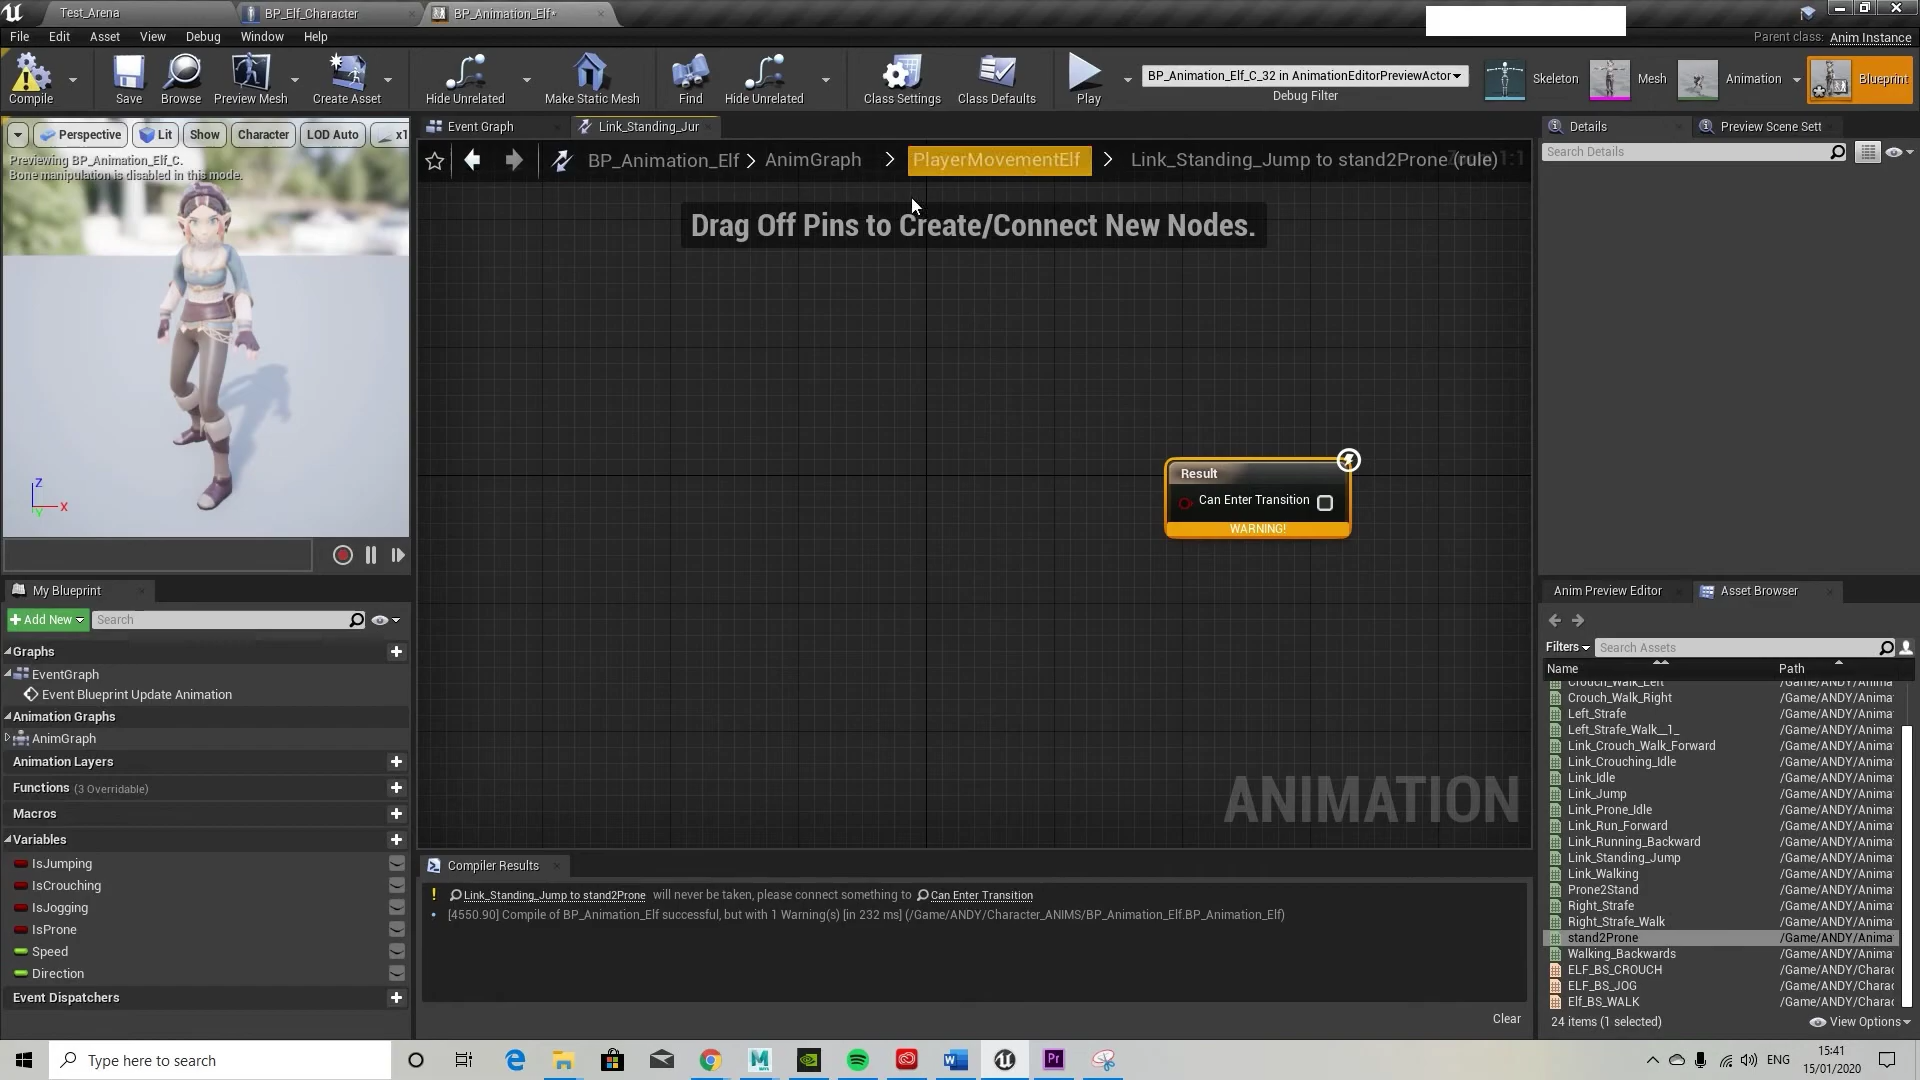 Test_Arena
BP_Elf_Character
BP_Animation_Elf*
File Edit Asset View Debug Window Help
Parent class: Anim Instance
Compile
Save
Browse
Preview Mesh
Create Asset
Hide Unrelated
Make Static Mesh
Find
Hide Unrelated
Class Settings
Class Defaults
Play
BP_Animation_Elf_C_32 in AnimationEditorPreviewActor
Debug Filter
Skeleton
Mesh
Animation
Blueprint
Perspective
Lit
Show
Character
LOD Auto
x1
Previewing BP_Animation_Elf_C.
Bone manipulation is disabled in this mode.
Z
X
Y
Event Graph
Link_Standing_Jur
BP_Animation_Elf > AnimGraph > PlayerMovementElf > Link_Standing_Jump to stand2Prone (rule)
Drag Off Pins to Create/Connect New Nodes.
Result
Can Enter Transition
WARNING!
ANIMATION
Details
Preview Scene Sett
Search Details
My Blueprint
Add New
Search
Graphs
EventGraph
Event Blueprint Update Animation
Animation Graphs
AnimGraph
Animation Layers
Functions (3 Overridable)
Macros
Variables
IsJumping
IsCrouching
IsJogging
IsProne
Speed
Direction
Event Dispatchers
Compiler Results
Link_Standing_Jump to stand2Prone will never be taken, please connect something to Can Enter Transition
[4550.90] Compile of BP_Animation_Elf successful, but with 1 Warning(s) [in 232 ms] (/Game/ANDY/Character_ANIMS/BP_Animation_Elf.BP_Animation_Elf)
Clear
Anim Preview Editor
Asset Browser
Filters
Search Assets
Name Path
Crouch_Walk_Left /Game/ANDY/Anima
Crouch_Walk_Right /Game/ANDY/Anima
Left_Strafe /Game/ANDY/Anima
Left_Strafe_Walk__1_ /Game/ANDY/Anima
Link_Crouch_Walk_Forward /Game/ANDY/Anima
Link_Crouching_Idle /Game/ANDY/Anima
Link_Idle /Game/ANDY/Anima
Link_Jump /Game/ANDY/Anima
Link_Prone_Idle /Game/ANDY/Anima
Link_Run_Forward /Game/ANDY/Anima
Link_Running_Backward /Game/ANDY/Anima
Link_Standing_Jump /Game/ANDY/Anima
Link_Walking /Game/ANDY/Anima
Prone2Stand /Game/ANDY/Anima
Right_Strafe /Game/ANDY/Anima
Right_Strafe_Walk /Game/ANDY/Anima
stand2Prone /Game/ANDY/Anima
Walking_Backwards /Game/ANDY/Anima
ELF_BS_CROUCH /Game/ANDY/Charac
ELF_BS_JOG /Game/ANDY/Charac
Elf_BS_WALK /Game/ANDY/Charac
24 items (1 selected)
View Options
Type here to search
ENG
15:41
15/01/2020